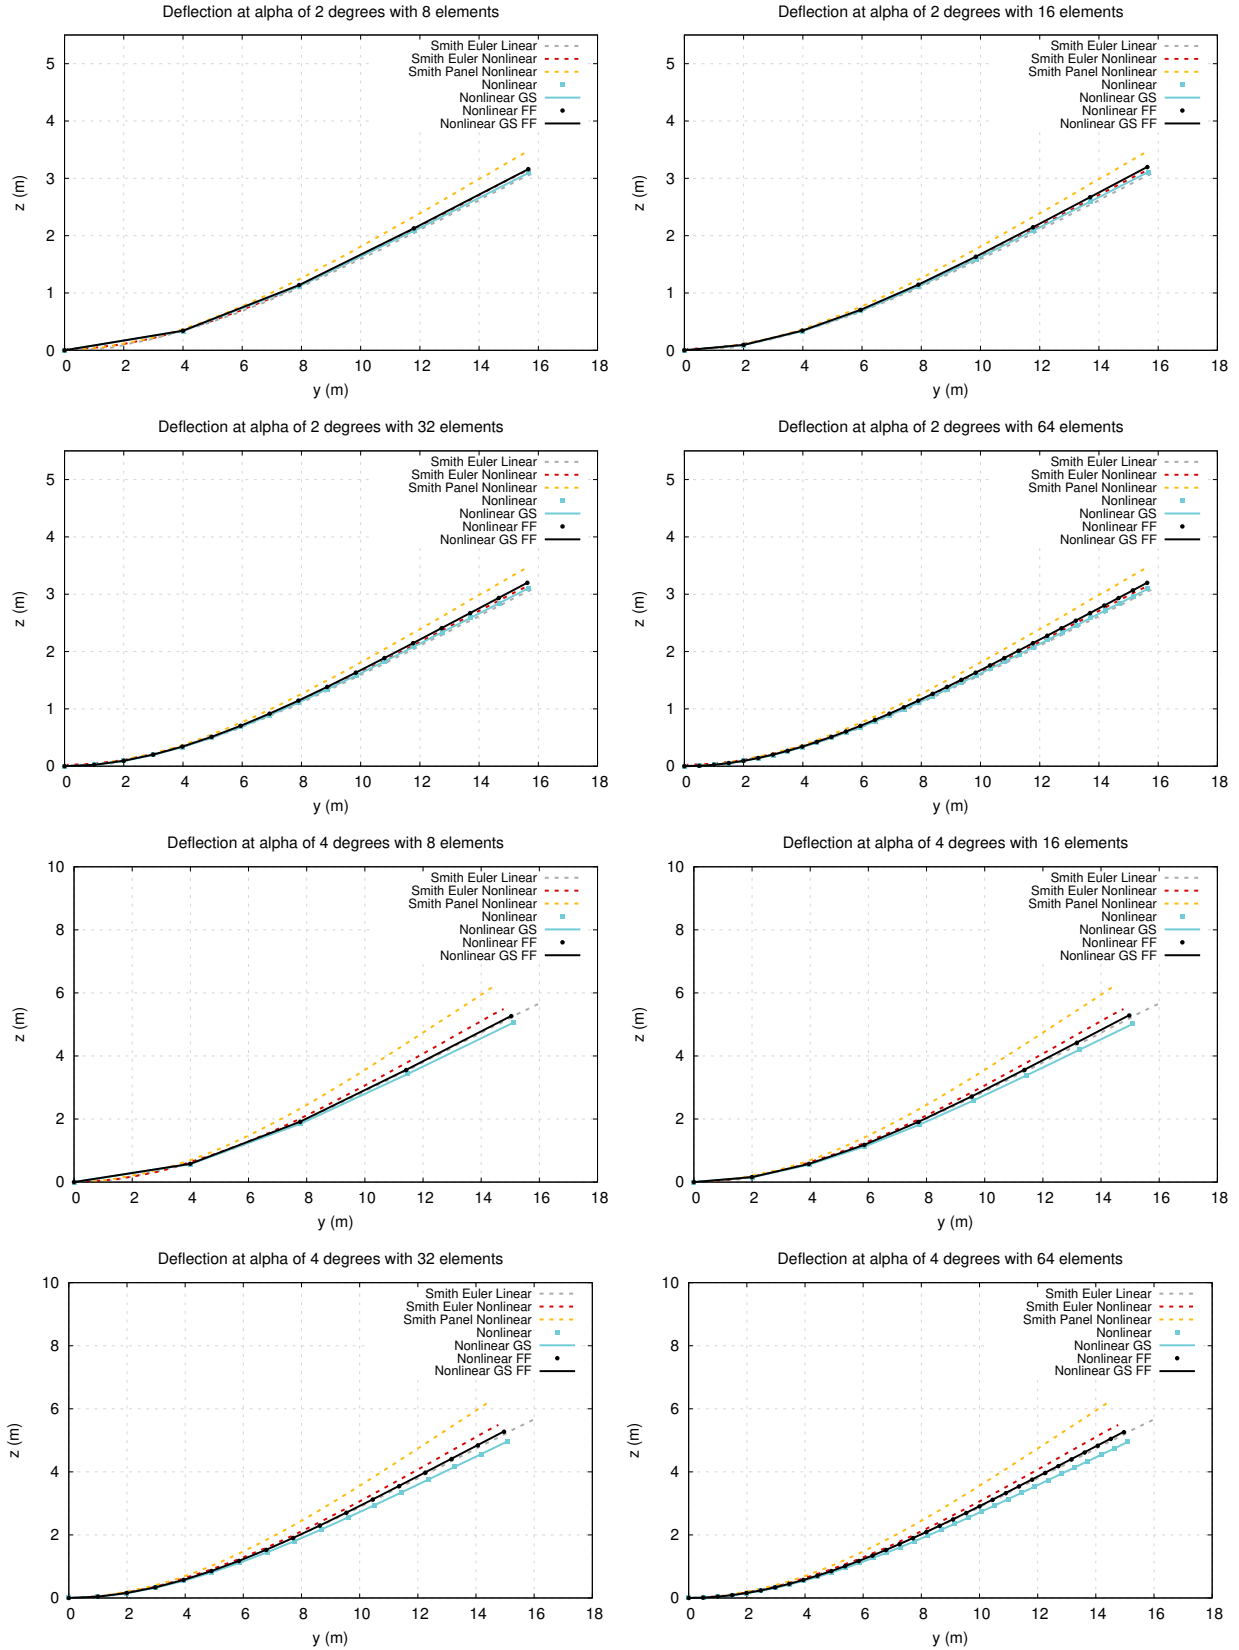 Deflection at alpha of 2 degrees with 8 elements
Smith Euler Linear
Smith Euler Nonlinear
Smith Panel Nonlinear
Nonlinear
Nonlinear GS
Nonlinear FF
Nonlinear GS FF
5
4
3
2
1
0
z (m)
0 2 4 6 8 10 12 14 16 18
y (m)
Deflection at alpha of 2 degrees with 16 elements
Smith Euler Linear
Smith Euler Nonlinear
Smith Panel Nonlinear
Nonlinear
Nonlinear GS
Nonlinear FF
Nonlinear GS FF
5
4
3
2
1
0
z (m)
0 2 4 6 8 10 12 14 16 18
y (m)
Deflection at alpha of 2 degrees with 32 elements
Smith Euler Linear
Smith Euler Nonlinear
Smith Panel Nonlinear
Nonlinear
Nonlinear GS
Nonlinear FF
Nonlinear GS FF
5
4
3
2
1
0
z (m)
0 2 4 6 8 10 12 14 16 18
y (m)
Deflection at alpha of 2 degrees with 64 elements
Smith Euler Linear
Smith Euler Nonlinear
Smith Panel Nonlinear
Nonlinear
Nonlinear GS
Nonlinear FF
Nonlinear GS FF
5
4
3
2
1
0
z (m)
0 2 4 6 8 10 12 14 16 18
y (m)
Deflection at alpha of 4 degrees with 8 elements
Smith Euler Linear
Smith Euler Nonlinear
Smith Panel Nonlinear
Nonlinear
Nonlinear GS
Nonlinear FF
Nonlinear GS FF
10
8
6
4
2
0
z (m)
0 2 4 6 8 10 12 14 16 18
y (m)
Deflection at alpha of 4 degrees with 16 elements
Smith Euler Linear
Smith Euler Nonlinear
Smith Panel Nonlinear
Nonlinear
Nonlinear GS
Nonlinear FF
Nonlinear GS FF
10
8
6
4
2
0
z (m)
0 2 4 6 8 10 12 14 16 18
y (m)
Deflection at alpha of 4 degrees with 32 elements
Smith Euler Linear
Smith Euler Nonlinear
Smith Panel Nonlinear
Nonlinear
Nonlinear GS
Nonlinear FF
Nonlinear GS FF
10
8
6
4
2
0
z (m)
0 2 4 6 8 10 12 14 16 18
y (m)
Deflection at alpha of 4 degrees with 64 elements
Smith Euler Linear
Smith Euler Nonlinear
Smith Panel Nonlinear
Nonlinear
Nonlinear GS
Nonlinear FF
Nonlinear GS FF
10
8
6
4
2
0
z (m)
0 2 4 6 8 10 12 14 16 18
y (m)